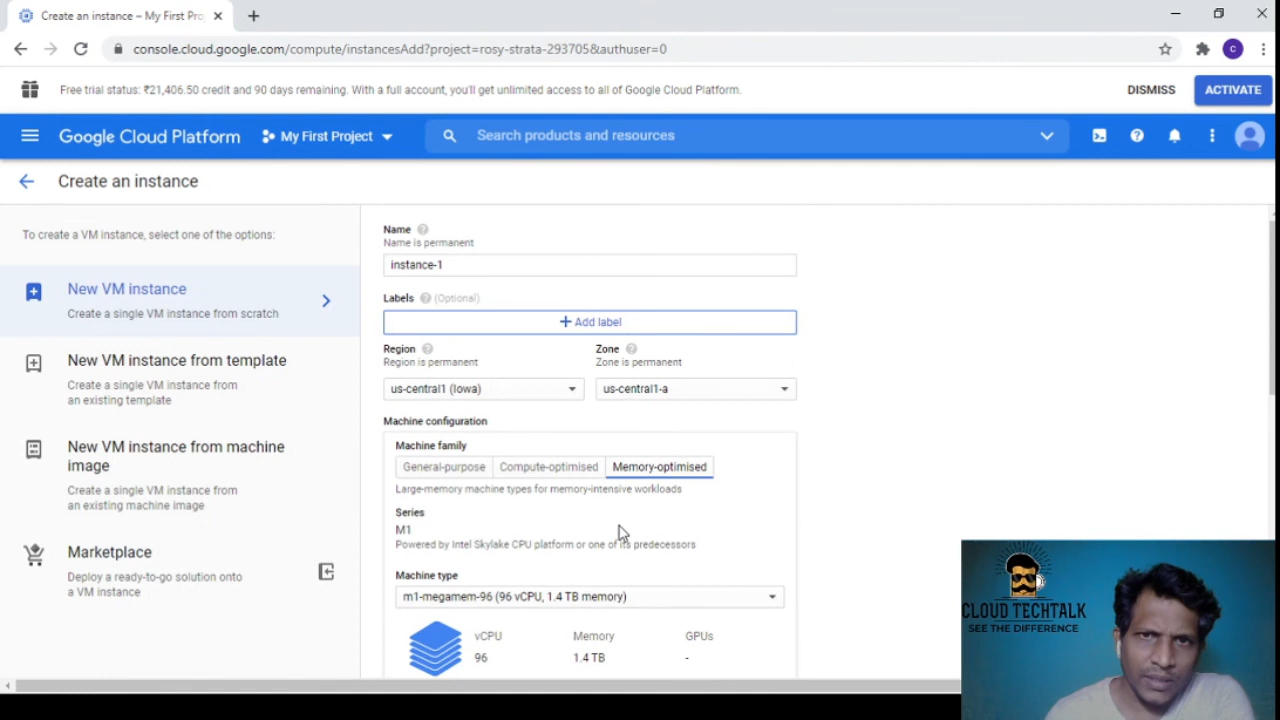 Create an instance – My First Pro
console.cloud.google.com/compute/instancesAdd?project=rosy-strata-293705&authuser=0
C
Free trial status: ₹21,406.50 credit and 90 days remaining. With a full account, you'll get unlimited access to all of Google Cloud Platform.
DISMISS
ACTIVATE
Google Cloud Platform
My First Project
Search products and resources
Create an instance
To create a VM instance, select one of the options:
New VM instance
Create a single VM instance from scratch
New VM instance from template
Create a single VM instance from
an existing template
New VM instance from machine
image
Create a single VM instance from
an existing machine image
Marketplace
Deploy a ready-to-go solution onto
a VM instance
Name
Name is permanent
instance-1
Labels (Optional)
+ Add label
Region
Region is permanent
us-central1 (Iowa)
Zone
Zone is permanent
us-central1-a
Machine configuration
Machine family
General-purpose Compute-optimised Memory-optimised
Large-memory machine types for memory-intensive workloads
Series
M1
Powered by Intel Skylake CPU platform or one of its predecessors
Machine type
m1-megamem-96 (96 vCPU, 1.4 TB memory)
vCPU Memory GPUs
96 1.4 TB -
CLOUD TECHTALK
SEE THE DIFFERENCE